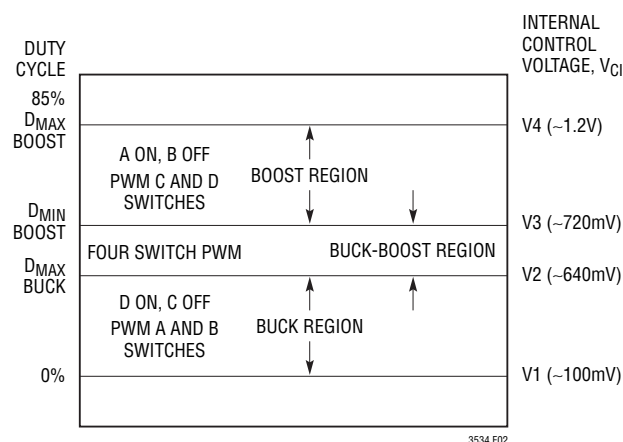 DUTY
CYCLE
INTERNAL
CONTROL
VOLTAGE, VCI
85%
DMAX
BOOST
V4 (~1.2V)
A ON, B OFF
PWM C AND D
SWITCHES
BOOST REGION
DMIN
BOOST
V3 (~720mV)
FOUR SWITCH PWM
BUCK-BOOST REGION
DMAX
BUCK
V2 (~640mV)
D ON, C OFF
PWM A AND B
SWITCHES
BUCK REGION
0%
V1 (~100mV)
3534 F02